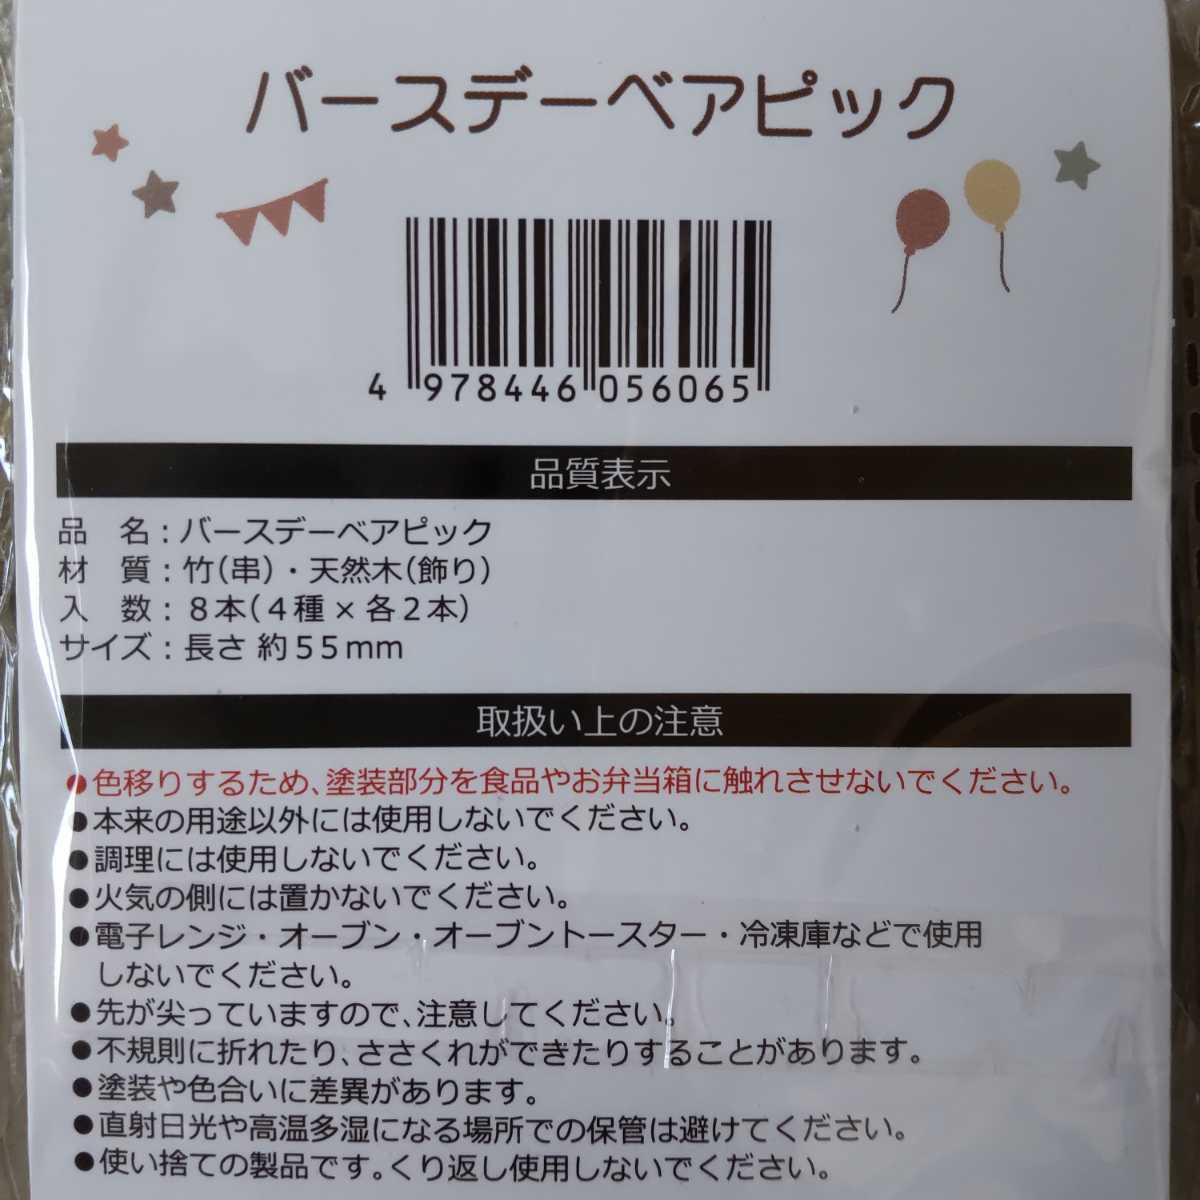 バースデーベアピック
4 978446 056065
品質表示
品　名：バースデーベアピック
材　質：竹（串）・天然木（飾り）
入　数：８本（４種×各２本）
サイズ：長さ 約５５mm
取扱い上の注意
●色移りするため、塗装部分を食品やお弁当箱に触れさせないでください。
●本来の用途以外には使用しないでください。
●調理には使用しないでください。
●火気の側には置かないでください。
●電子レンジ・オーブン・オーブントースター・冷凍庫などで使用
しないでください。
●先が尖っていますので、注意してください。
●不規則に折れたり、ささくれができたりすることがあります。
●塗装や色合いに差異があります。
●直射日光や高温多湿になる場所での保管は避けてください。
●使い捨ての製品です。くり返し使用しないでください。